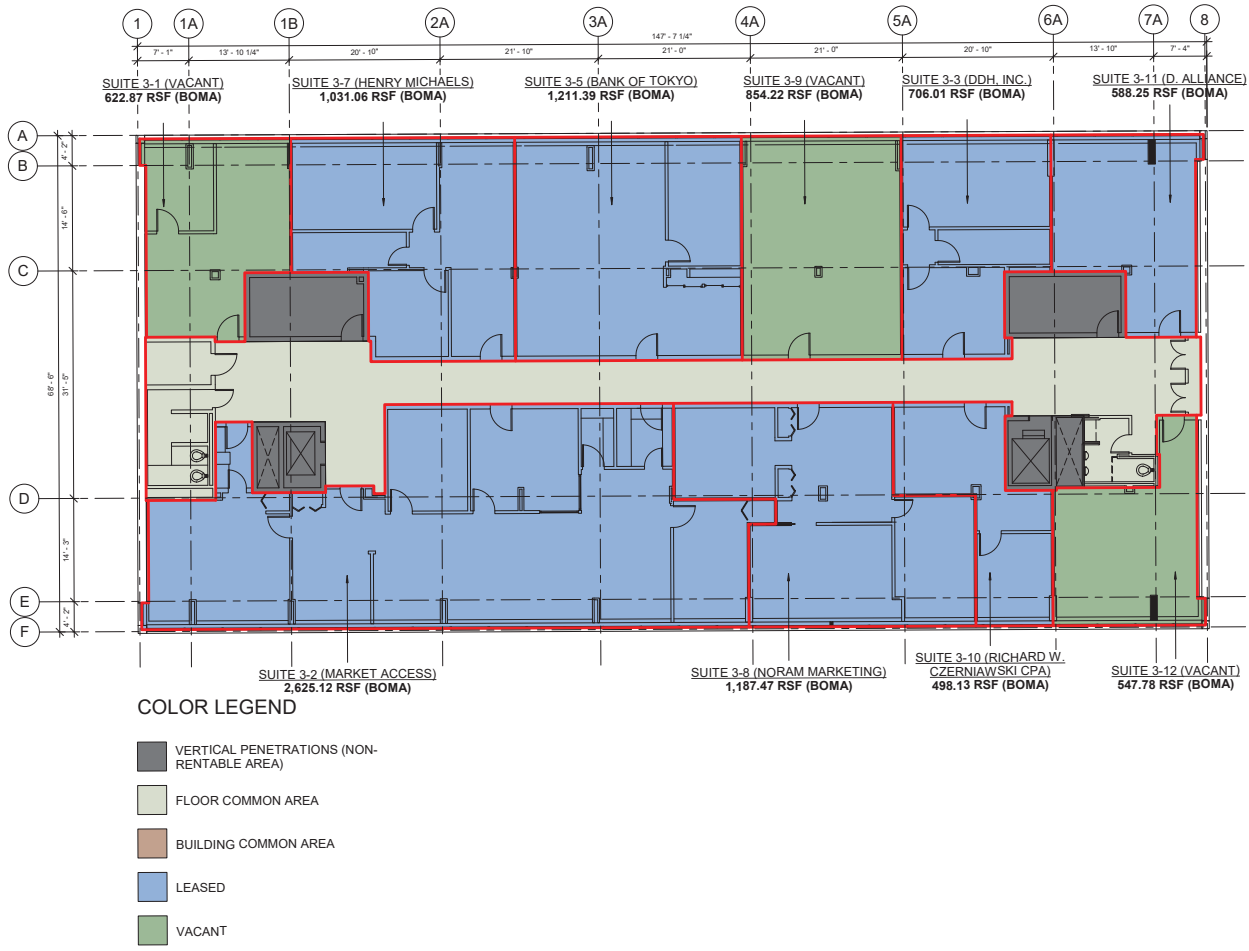 1 1A 1B 2A 3A 4A 5A 6A 7A 8
147' - 7 1/4"
7' - 1" 13' - 10 1/4" 20' - 10" 21' - 10" 21' - 0" 21' - 0" 20' - 10" 13' - 10" 7' - 4"
SUITE 3-1 (VACANT)
622.87 RSF (BOMA)
SUITE 3-7 (HENRY MICHAELS)
1,031.06 RSF (BOMA)
SUITE 3-5 (BANK OF TOKYO)
1,211.39 RSF (BOMA)
SUITE 3-9 (VACANT)
854.22 RSF (BOMA)
SUITE 3-3 (DDH, INC.)
706.01 RSF (BOMA)
SUITE 3-11 (D. ALLIANCE)
588.25 RSF (BOMA)
A
4' - 2"
B
14' - 6"
C
68' - 6"
31' - 5"
D
14' - 3"
E
4' - 2"
F
SUITE 3-2 (MARKET ACCESS)
2,625.12 RSF (BOMA)
SUITE 3-8 (NORAM MARKETING)
1,187.47 RSF (BOMA)
SUITE 3-10 (RICHARD W.
CZERNIAWSKI CPA)
498.13 RSF (BOMA)
SUITE 3-12 (VACANT)
547.78 RSF (BOMA)
COLOR LEGEND
VERTICAL PENETRATIONS (NON-
RENTABLE AREA)
FLOOR COMMON AREA
BUILDING COMMON AREA
LEASED
VACANT